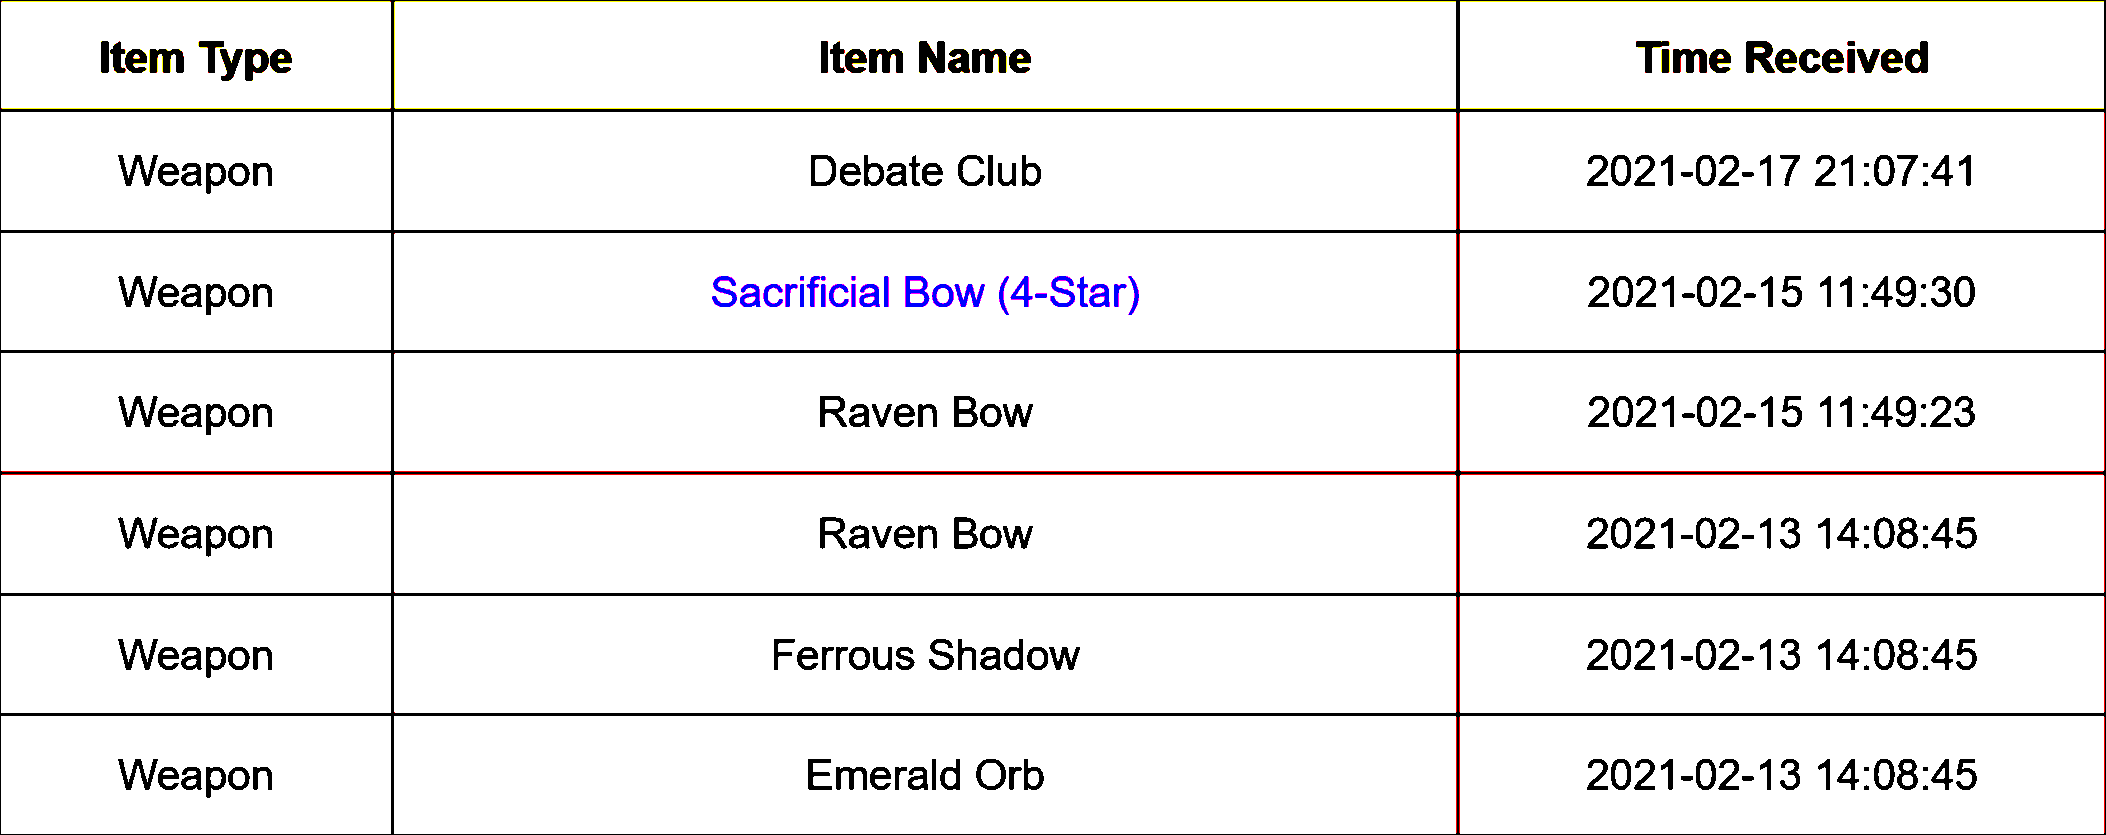 Item Type Item Name Time Received
Weapon Debate Club 2021-02-17 21:07:41
Weapon Sacrificial Bow (4-Star) 2021-02-15 11:49:30
Weapon Raven Bow 2021-02-15 11:49:23
Weapon Raven Bow 2021-02-13 14:08:45
Weapon Ferrous Shadow 2021-02-13 14:08:45
Weapon Emerald Orb 2021-02-13 14:08:45